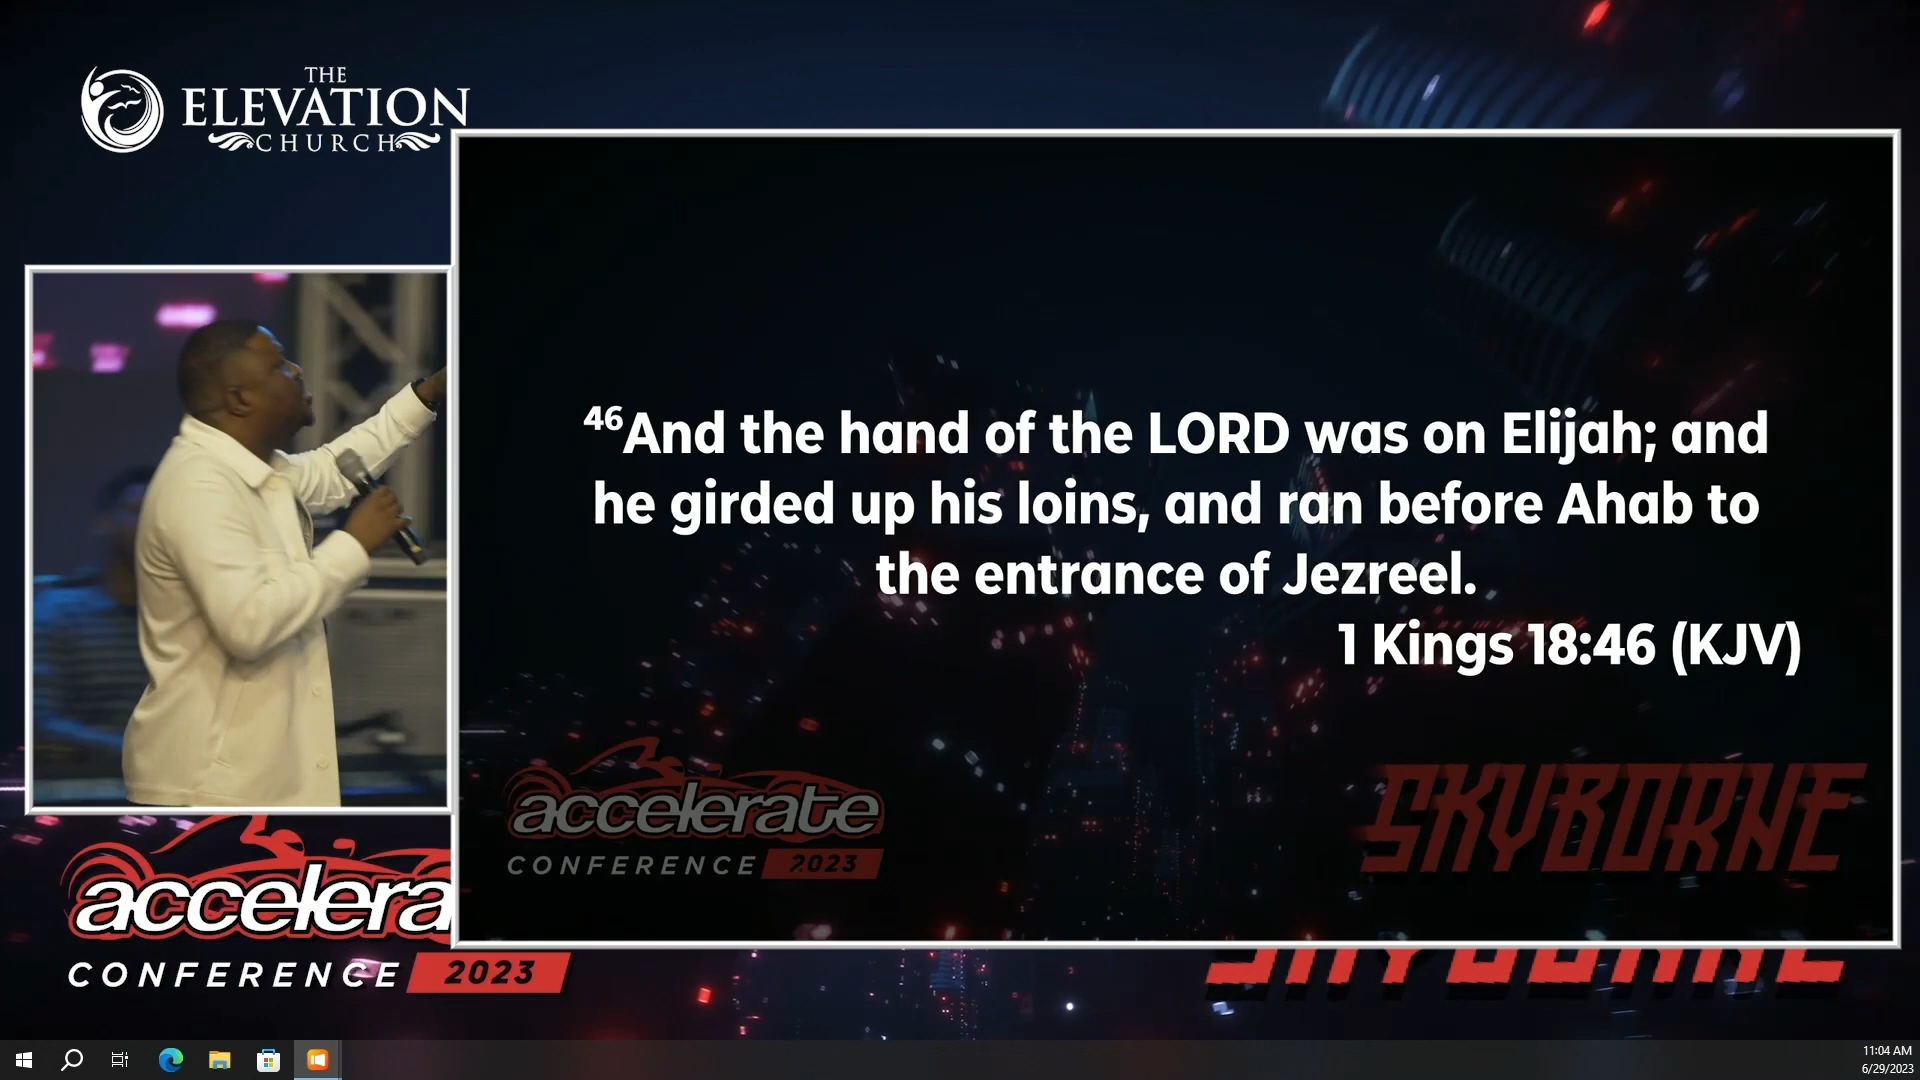 THE
ELEVATION
CHURCH
46And the hand of the LORD was on Elijah; and
he girded up his loins, and ran before Ahab to
the entrance of Jezreel.
1 Kings 18:46 (KJV)
accelerate
CONFERENCE 2023
SKYBORNE
accelera
CONFERENCE 2023
SKYBORNE
11:04 AM
6/29/2023